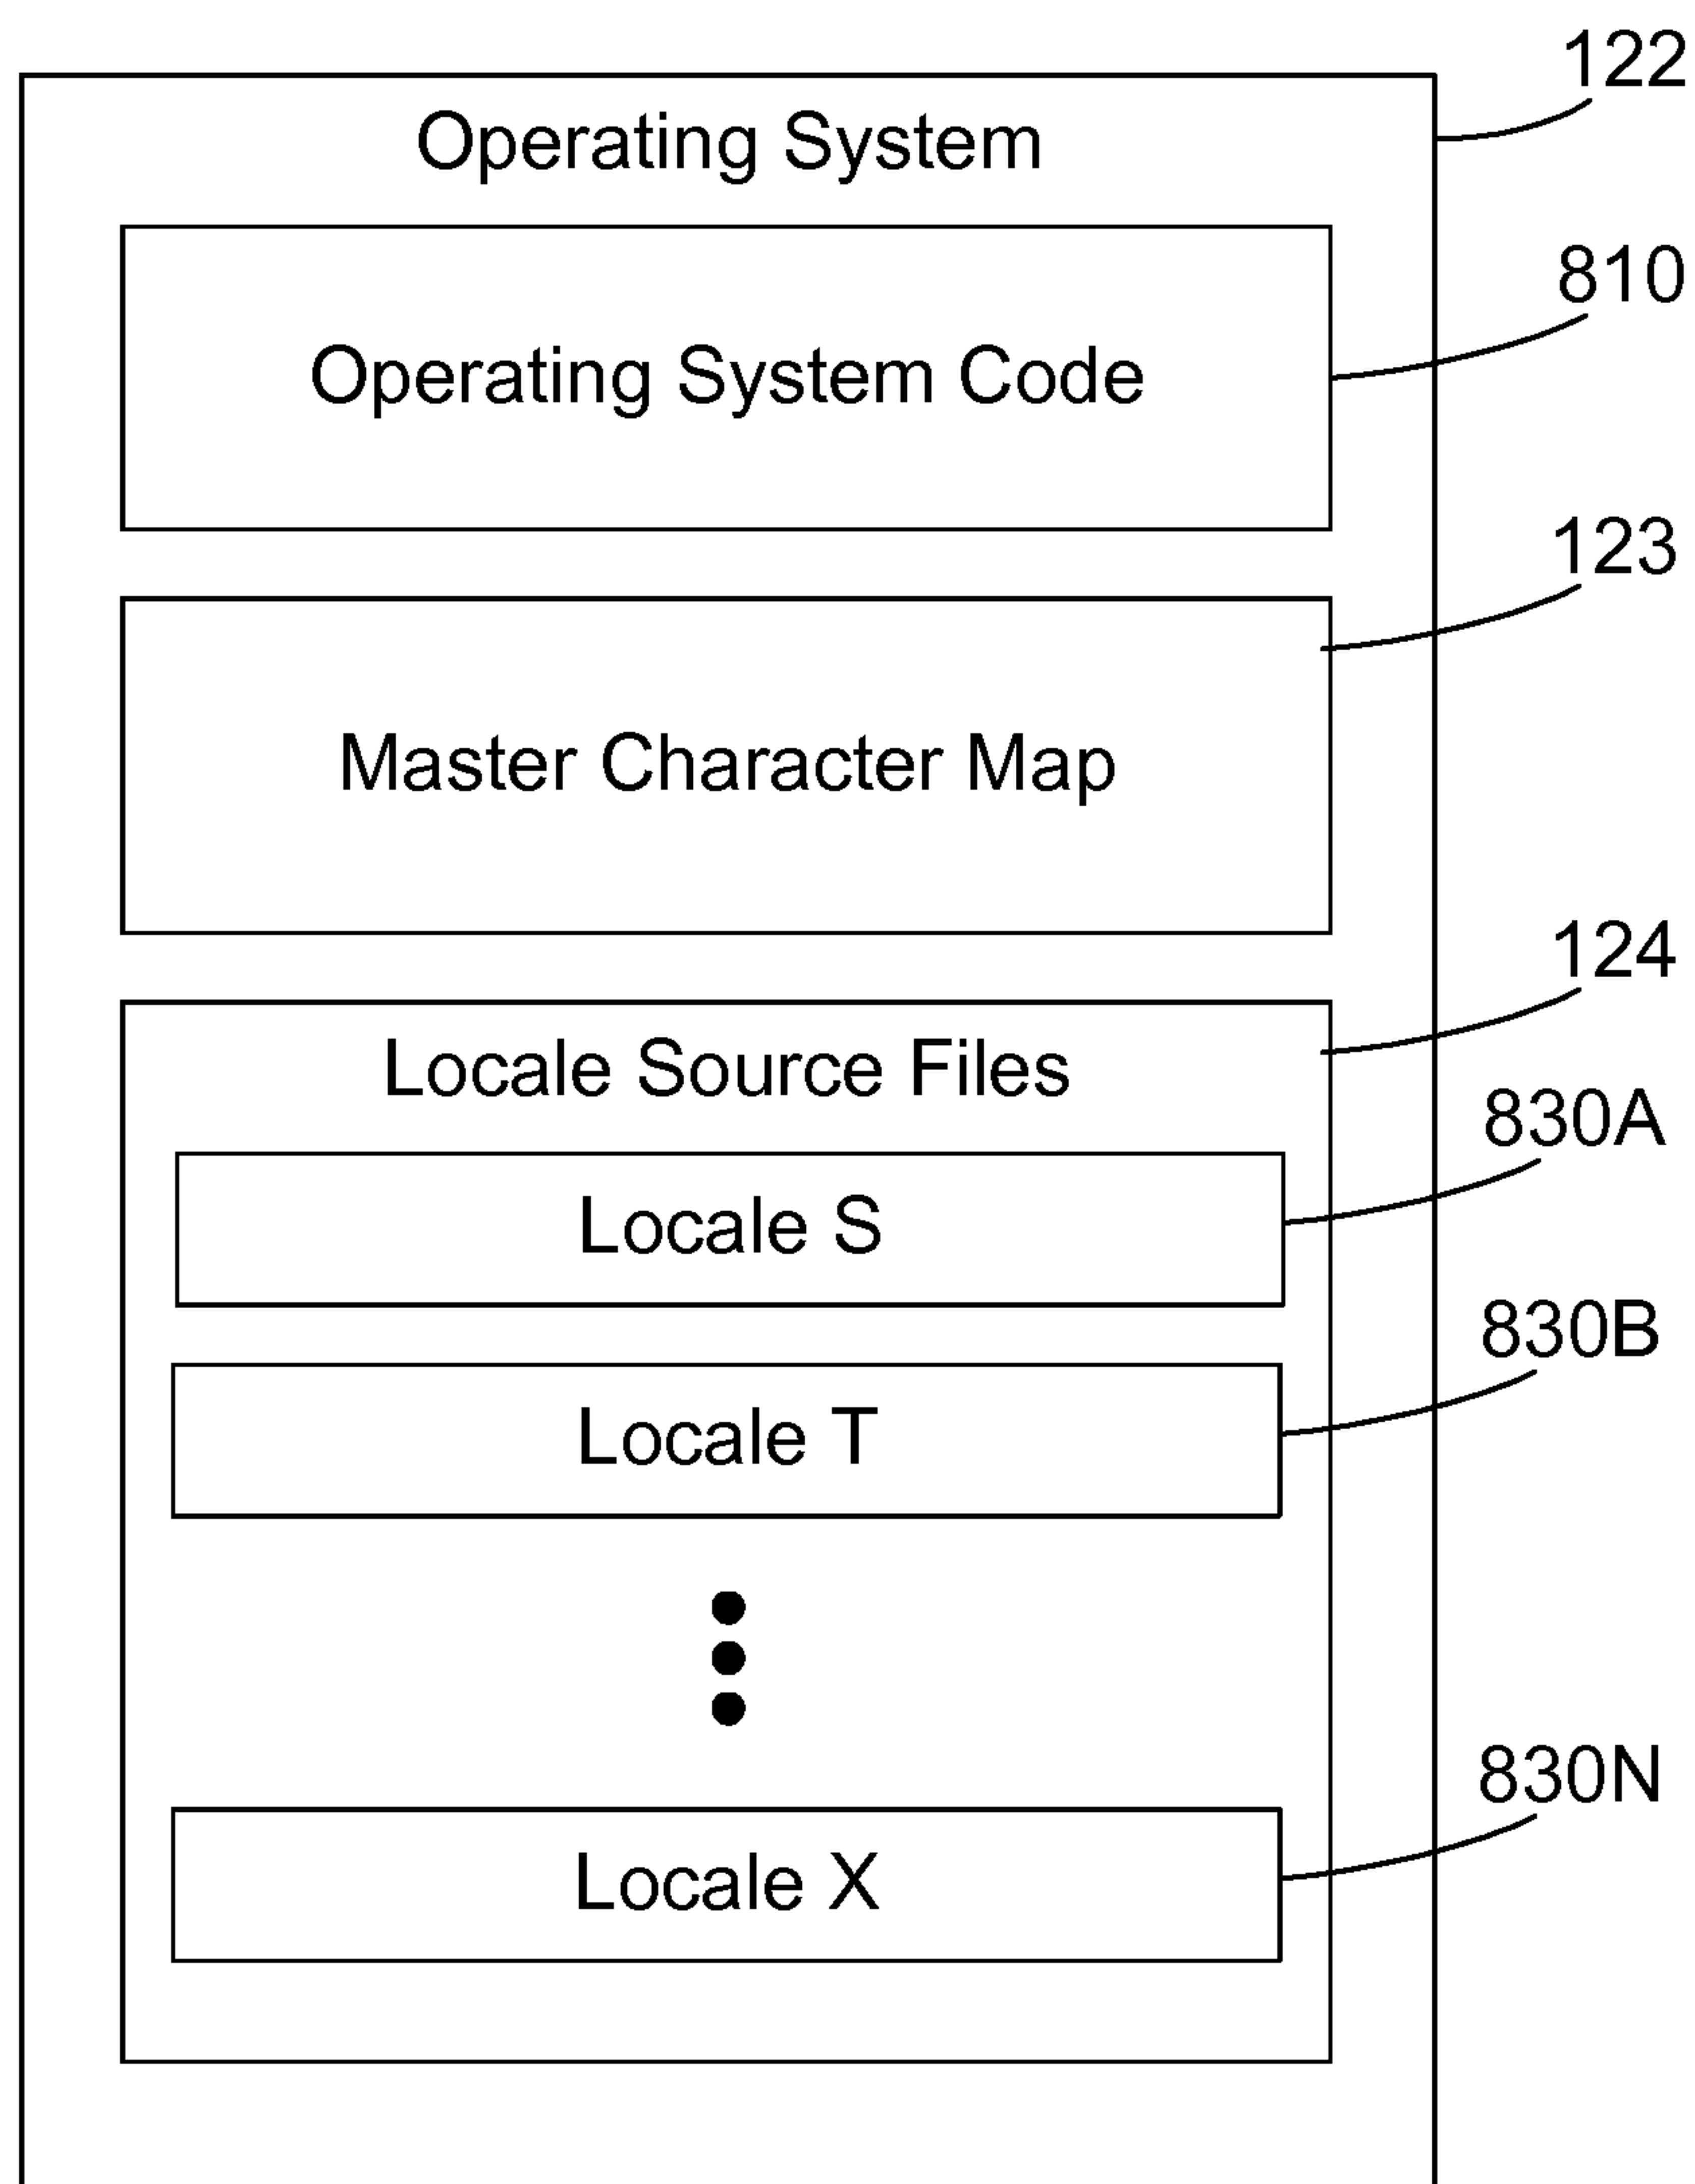 122
Operating System
810
Operating System Code
123
Master Character Map
124
Locale Source Files
830A
Locale S
830B
Locale T
830N
Locale X